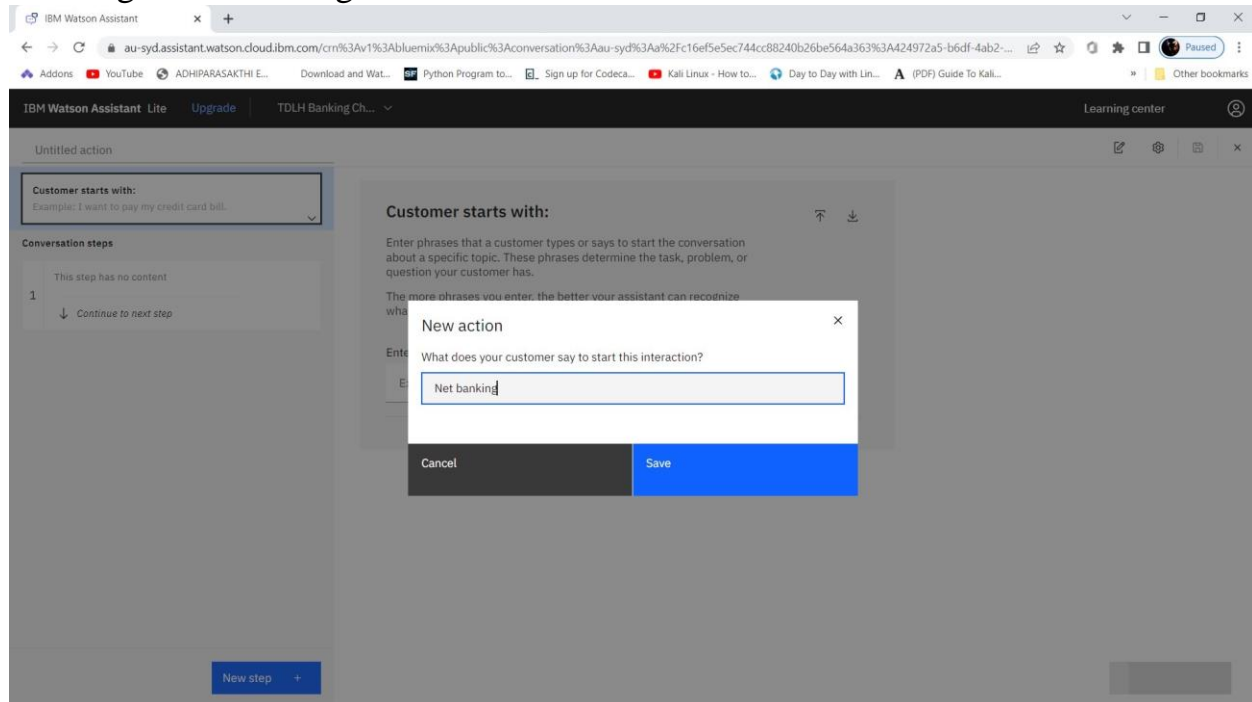 IBM Watson Assistant
au-syd.assistant.watson.cloud.ibm.com/crn%3Av1%3Abluemix%3Apublic%3Aconversation%3Aau-syd%3Aa%2Fc16ef5e5ec744cc88240b26be564a363%3A424972a5-b6df-4ab2-... Paused
Addons YouTube ADHIPARASAKTHI E... Download and Wat... Python Program to... Sign up for Codeca... Kali Linux - How to... Day to Day with Lin... (PDF) Guide To Kali... » Other bookmarks
IBM Watson Assistant Lite Upgrade TDLH Banking Ch... Learning center
Untitled action
Customer starts with:
Example: I want to pay my credit card bill.
Conversation steps
This step has no content
1
Continue to next step
New step +
Customer starts with:
Enter phrases that a customer types or says to start the conversation
about a specific topic. These phrases determine the task, problem, or
question your customer has.
The more phrases you enter, the better your assistant can recognize
wha
Ente
E
New action
What does your customer say to start this interaction?
Net banking
Cancel Save